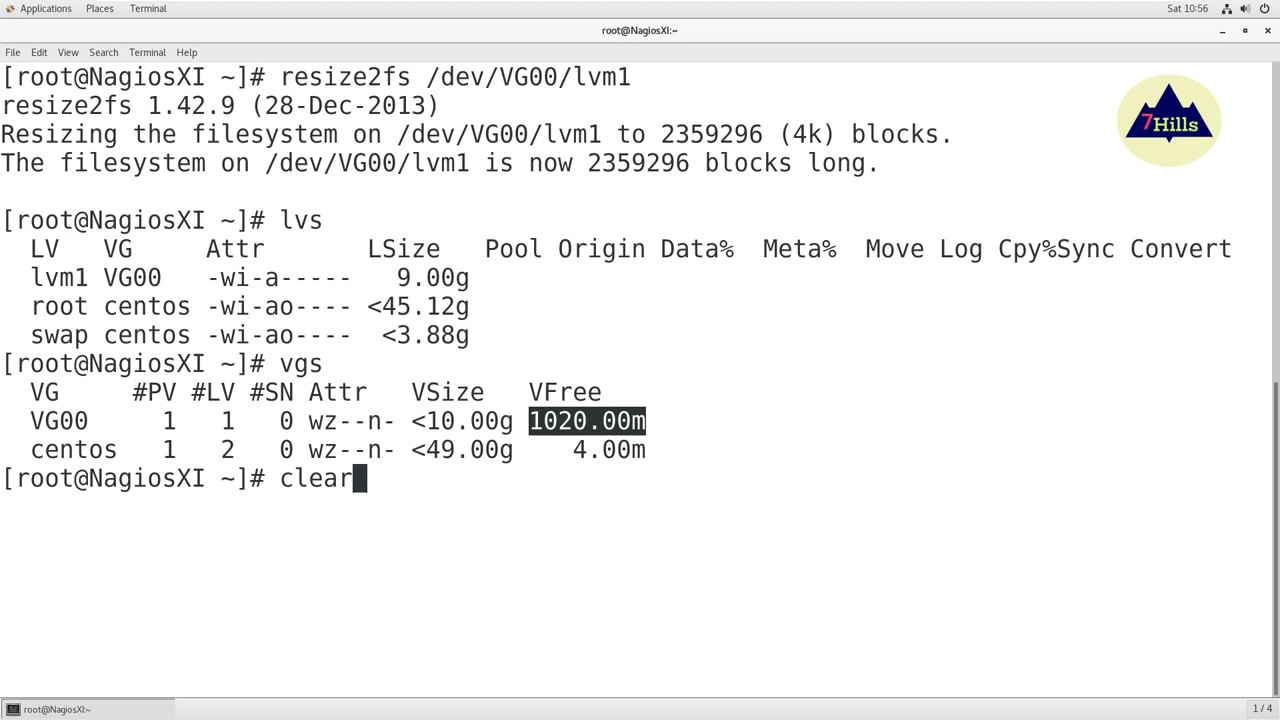 Applications Places Terminal Sat 10:56
root@NagiosXI:~
File Edit View Search Terminal Help
[root@NagiosXI ~]# resize2fs /dev/VG00/lvm1
resize2fs 1.42.9 (28-Dec-2013)
Resizing the filesystem on /dev/VG00/lvm1 to 2359296 (4k) blocks.
The filesystem on /dev/VG00/lvm1 is now 2359296 blocks long.
7Hills
[root@NagiosXI ~]# lvs
LV VG Attr LSize Pool Origin Data% Meta% Move Log Cpy%Sync Convert
lvm1 VG00 -wi-a----- 9.00g
root centos -wi-ao---- <45.12g
swap centos -wi-ao---- <3.88g
[root@NagiosXI ~]# vgs
VG #PV #LV #SN Attr VSize VFree
VG00 1 1 0 wz--n- <10.00g 1020.00m
centos 1 2 0 wz--n- <49.00g 4.00m
[root@NagiosXI ~]# clear
root@NagiosXI:~ 1 / 4